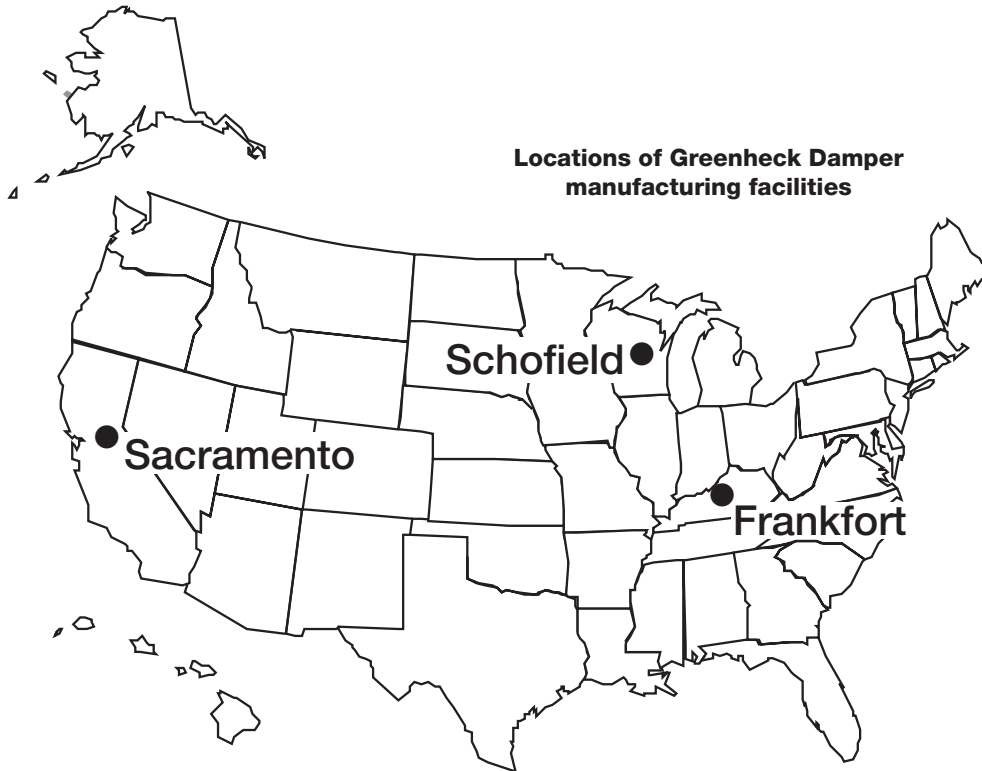 Locations of Greenheck Damper
manufacturing facilities
Schofield
Sacramento
Frankfort